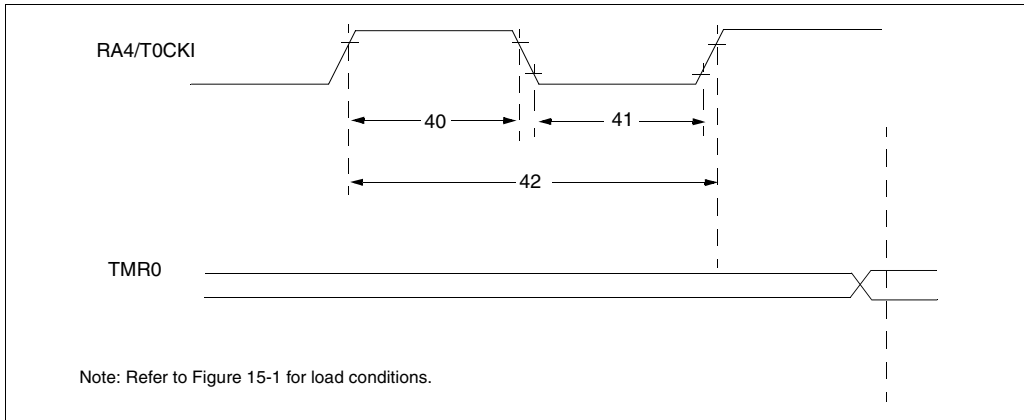 RA4/T0CKI
40
41
42
TMR0
Note: Refer to Figure 15-1 for load conditions.